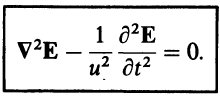 ∇²E − 1/u² ∂²E/∂t² = 0.